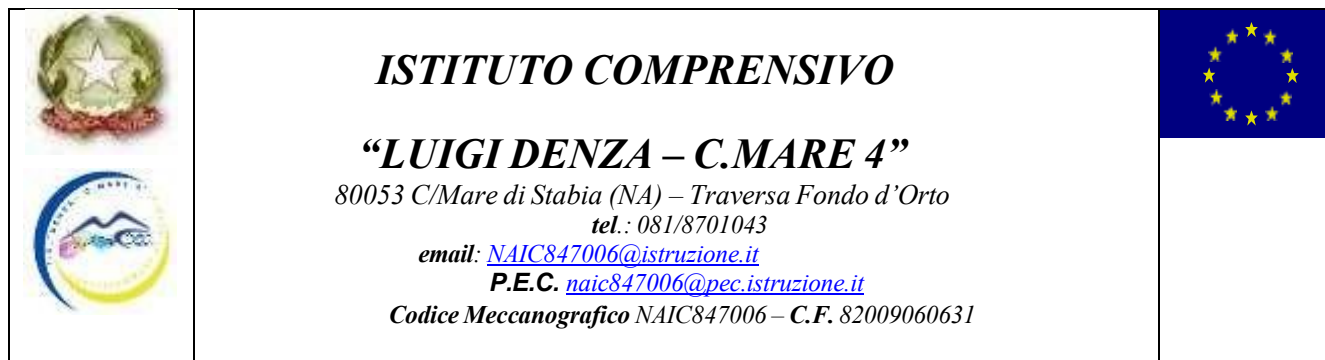 ISTITUTO COMPRENSIVO
“LUIGI DENZA – C.MARE 4”
80053 C/Mare di Stabia (NA) – Traversa Fondo d’Orto
tel.: 081/8701043
email: NAIC847006@istruzione.it
P.E.C. naic847006@pec.istruzione.it
Codice Meccanografico NAIC847006 – C.F. 82009060631